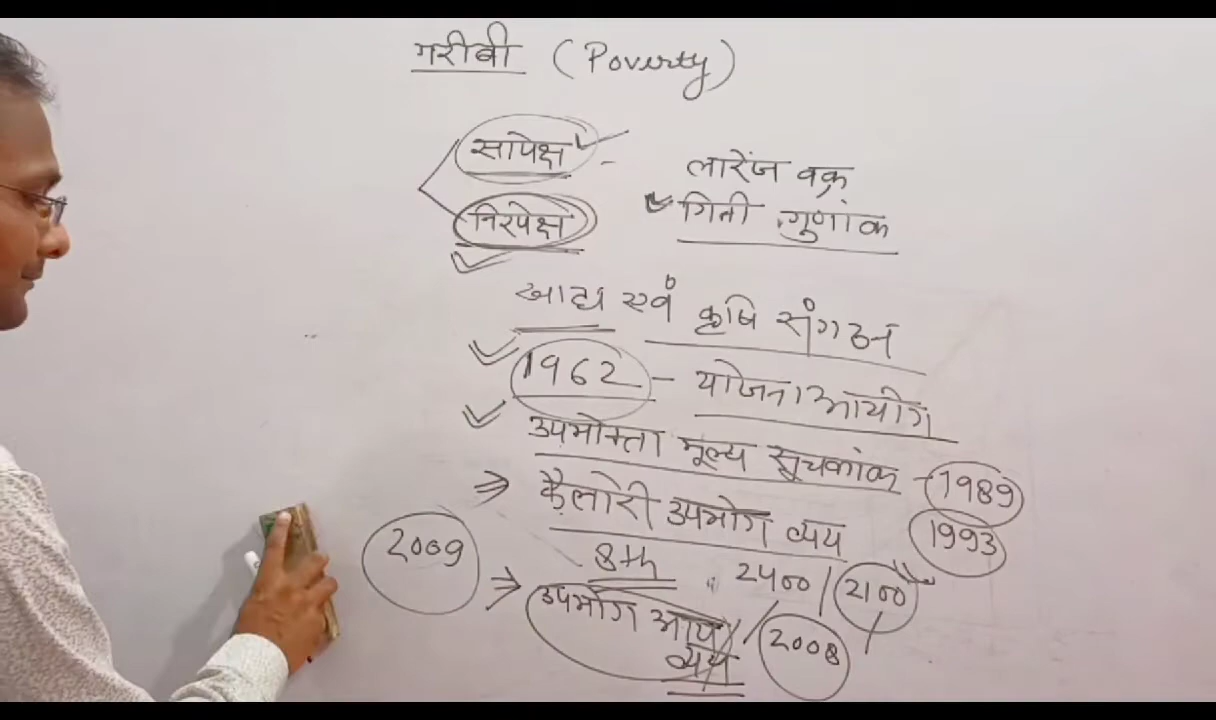 गरीबी (Poverty)
सापेक्ष - लारेंज वक्र
निरपेक्ष गिनी गुणांक
खाद्य एवं कृषि संगठन
1962 - योजना आयोग
उपभोक्ता मूल्य सूचकांक - 1989
कैलोरी उपभोग व्यय 1993
2009 8th 2400 / 2100
उपभोग आय / 2008 /
व्यय